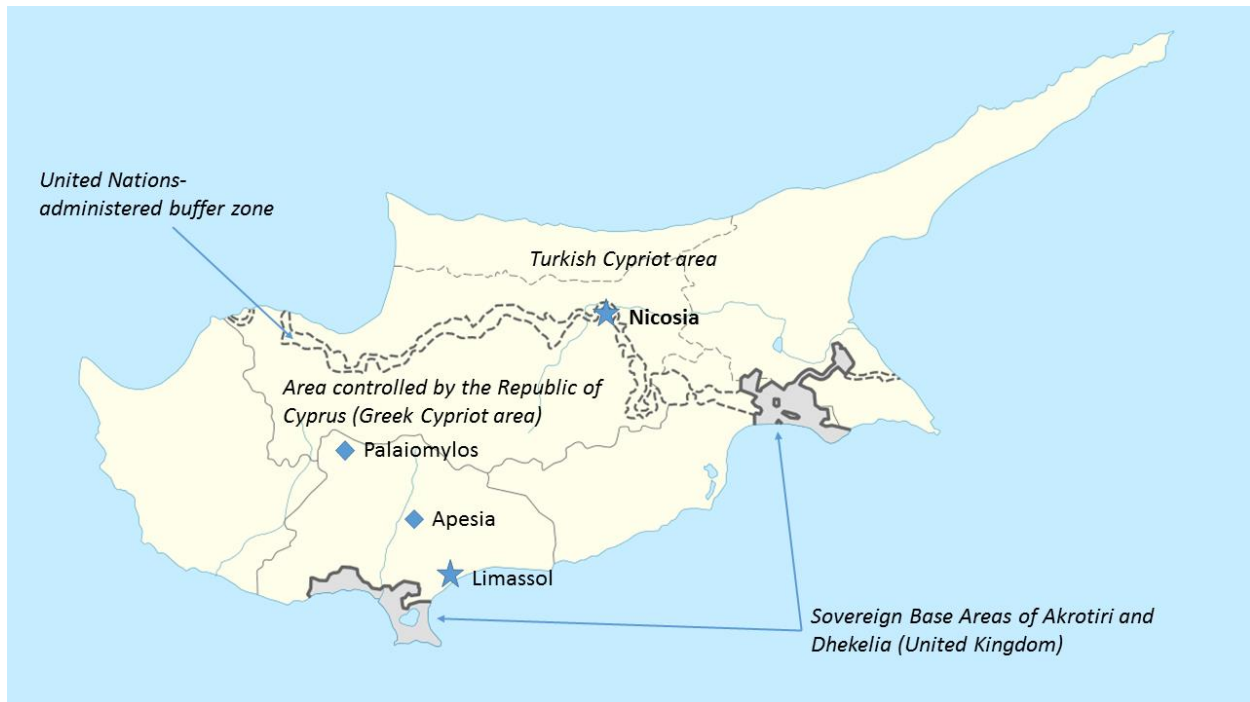 United Nations-
administered buffer zone
Turkish Cypriot area
Nicosia
Area controlled by the Republic of
Cyprus (Greek Cypriot area)
Palaiomylos
Apesia
Limassol
Sovereign Base Areas of Akrotiri and
Dhekelia (United Kingdom)